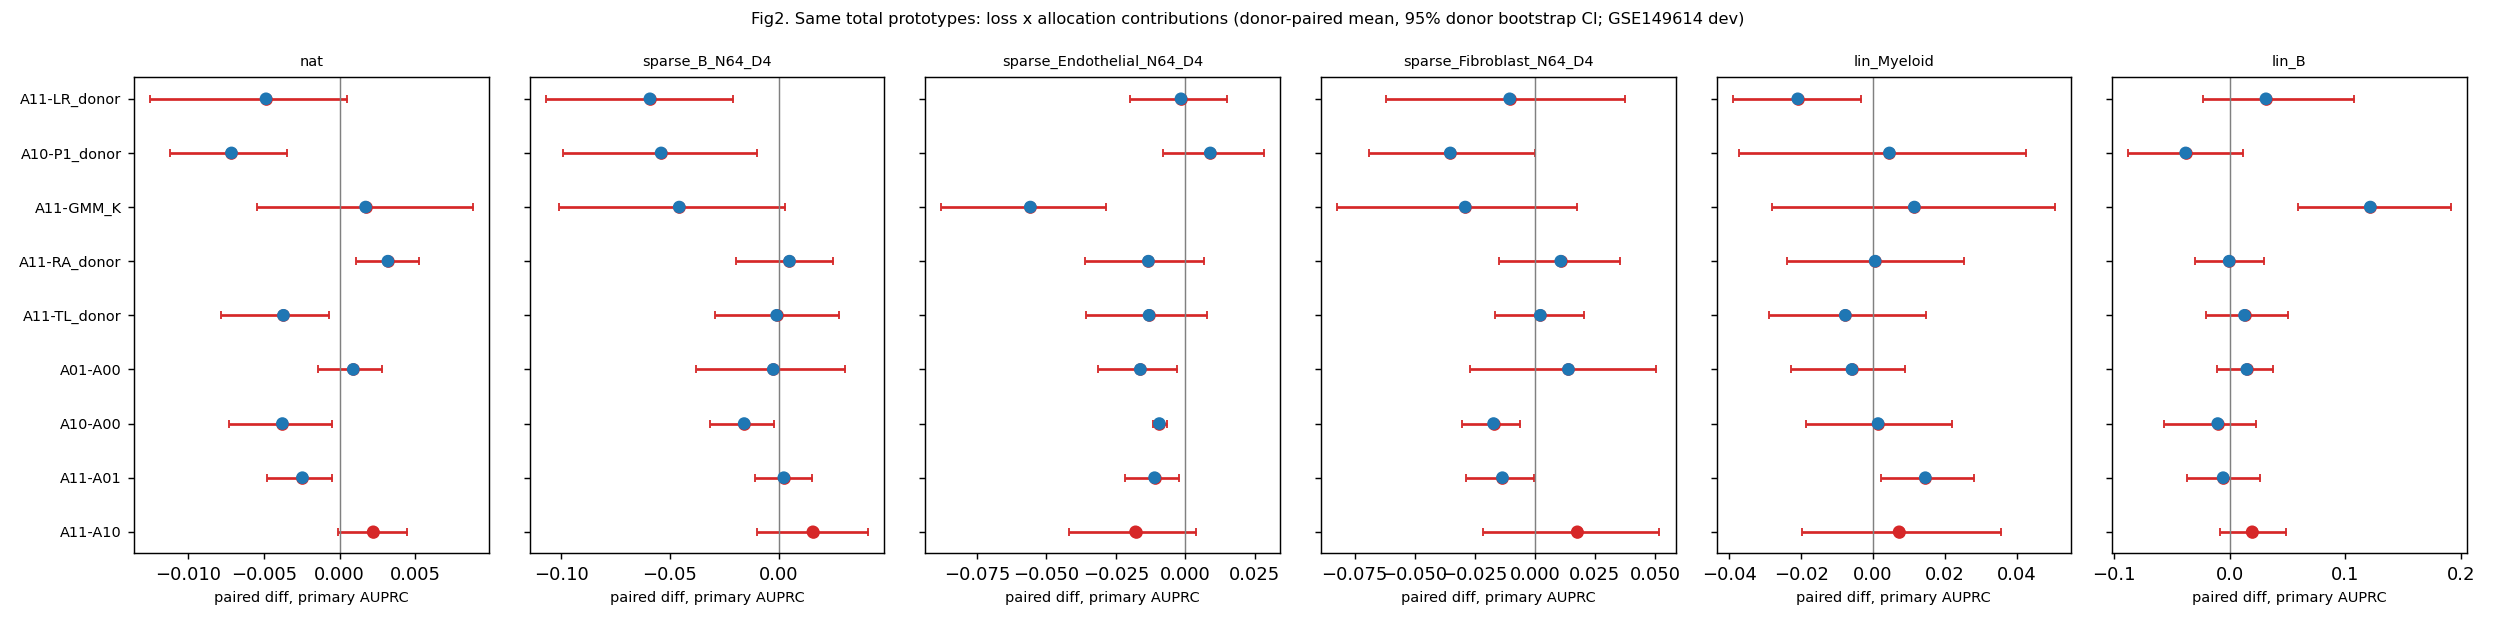 Fig2. Same total prototypes: loss x allocation contributions (donor-paired mean, 95% donor bootstrap CI; GSE149614 dev)
nat
sparse_B_N64_D4
sparse_Endothelial_N64_D4
sparse_Fibroblast_N64_D4
lin_Myeloid
lin_B
A11-LR_donor
A10-P1_donor
A11-GMM_K
A11-RA_donor
A11-TL_donor
A01-A00
A10-A00
A11-A01
A11-A10
−0.010 −0.005 0.000 0.005
−0.10 −0.05 0.00
−0.075 −0.050 −0.025 0.000 0.025
−0.075 −0.050 −0.025 0.000 0.025 0.050
−0.04 −0.02 0.00 0.02 0.04
−0.1 0.0 0.1 0.2
paired diff, primary AUPRC
paired diff, primary AUPRC
paired diff, primary AUPRC
paired diff, primary AUPRC
paired diff, primary AUPRC
paired diff, primary AUPRC